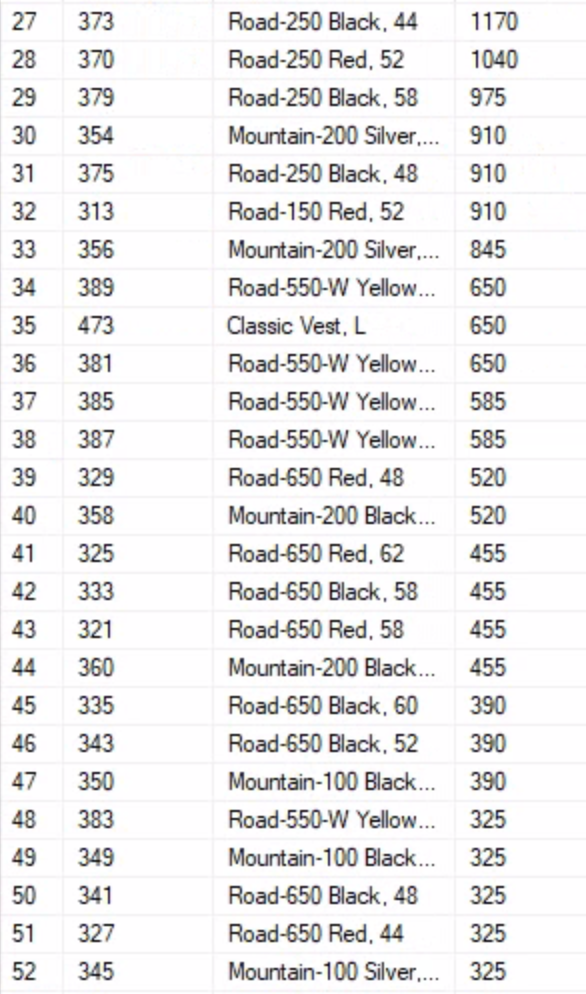 27 373 Road-250 Black, 44 1170
28 370 Road-250 Red, 52 1040
29 379 Road-250 Black, 58 975
30 354 Mountain-200 Silver,... 910
31 375 Road-250 Black, 48 910
32 313 Road-150 Red, 52 910
33 356 Mountain-200 Silver,... 845
34 389 Road-550-W Yellow... 650
35 473 Classic Vest, L 650
36 381 Road-550-W Yellow... 650
37 385 Road-550-W Yellow... 585
38 387 Road-550-W Yellow... 585
39 329 Road-650 Red, 48 520
40 358 Mountain-200 Black... 520
41 325 Road-650 Red, 62 455
42 333 Road-650 Black, 58 455
43 321 Road-650 Red, 58 455
44 360 Mountain-200 Black... 455
45 335 Road-650 Black, 60 390
46 343 Road-650 Black, 52 390
47 350 Mountain-100 Black... 390
48 383 Road-550-W Yellow... 325
49 349 Mountain-100 Black... 325
50 341 Road-650 Black, 48 325
51 327 Road-650 Red, 44 325
52 345 Mountain-100 Silver,... 325